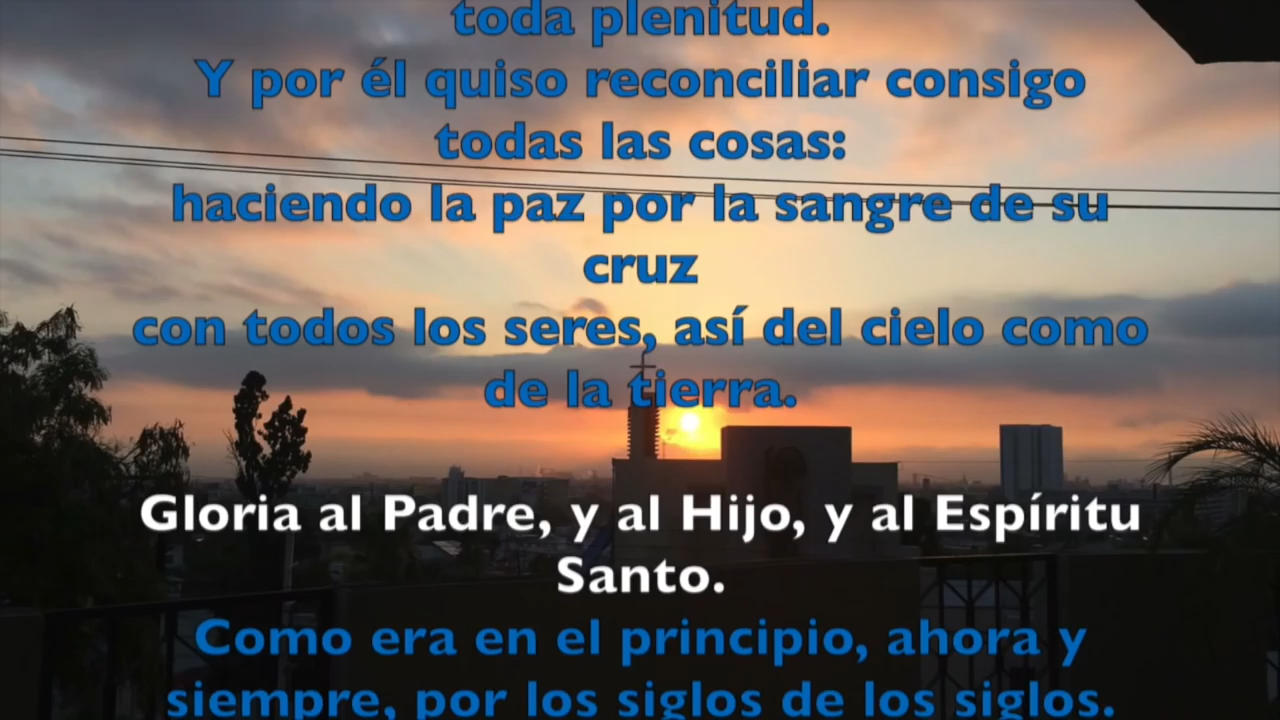 toda plenitud.
Y por él quiso reconciliar consigo
todas las cosas:
haciendo la paz por la sangre de su
cruz
con todos los seres, así del cielo como
de la tierra.
Gloria al Padre, y al Hijo, y al Espíritu
Santo.
Como era en el principio, ahora y
siempre, por los siglos de los siglos.